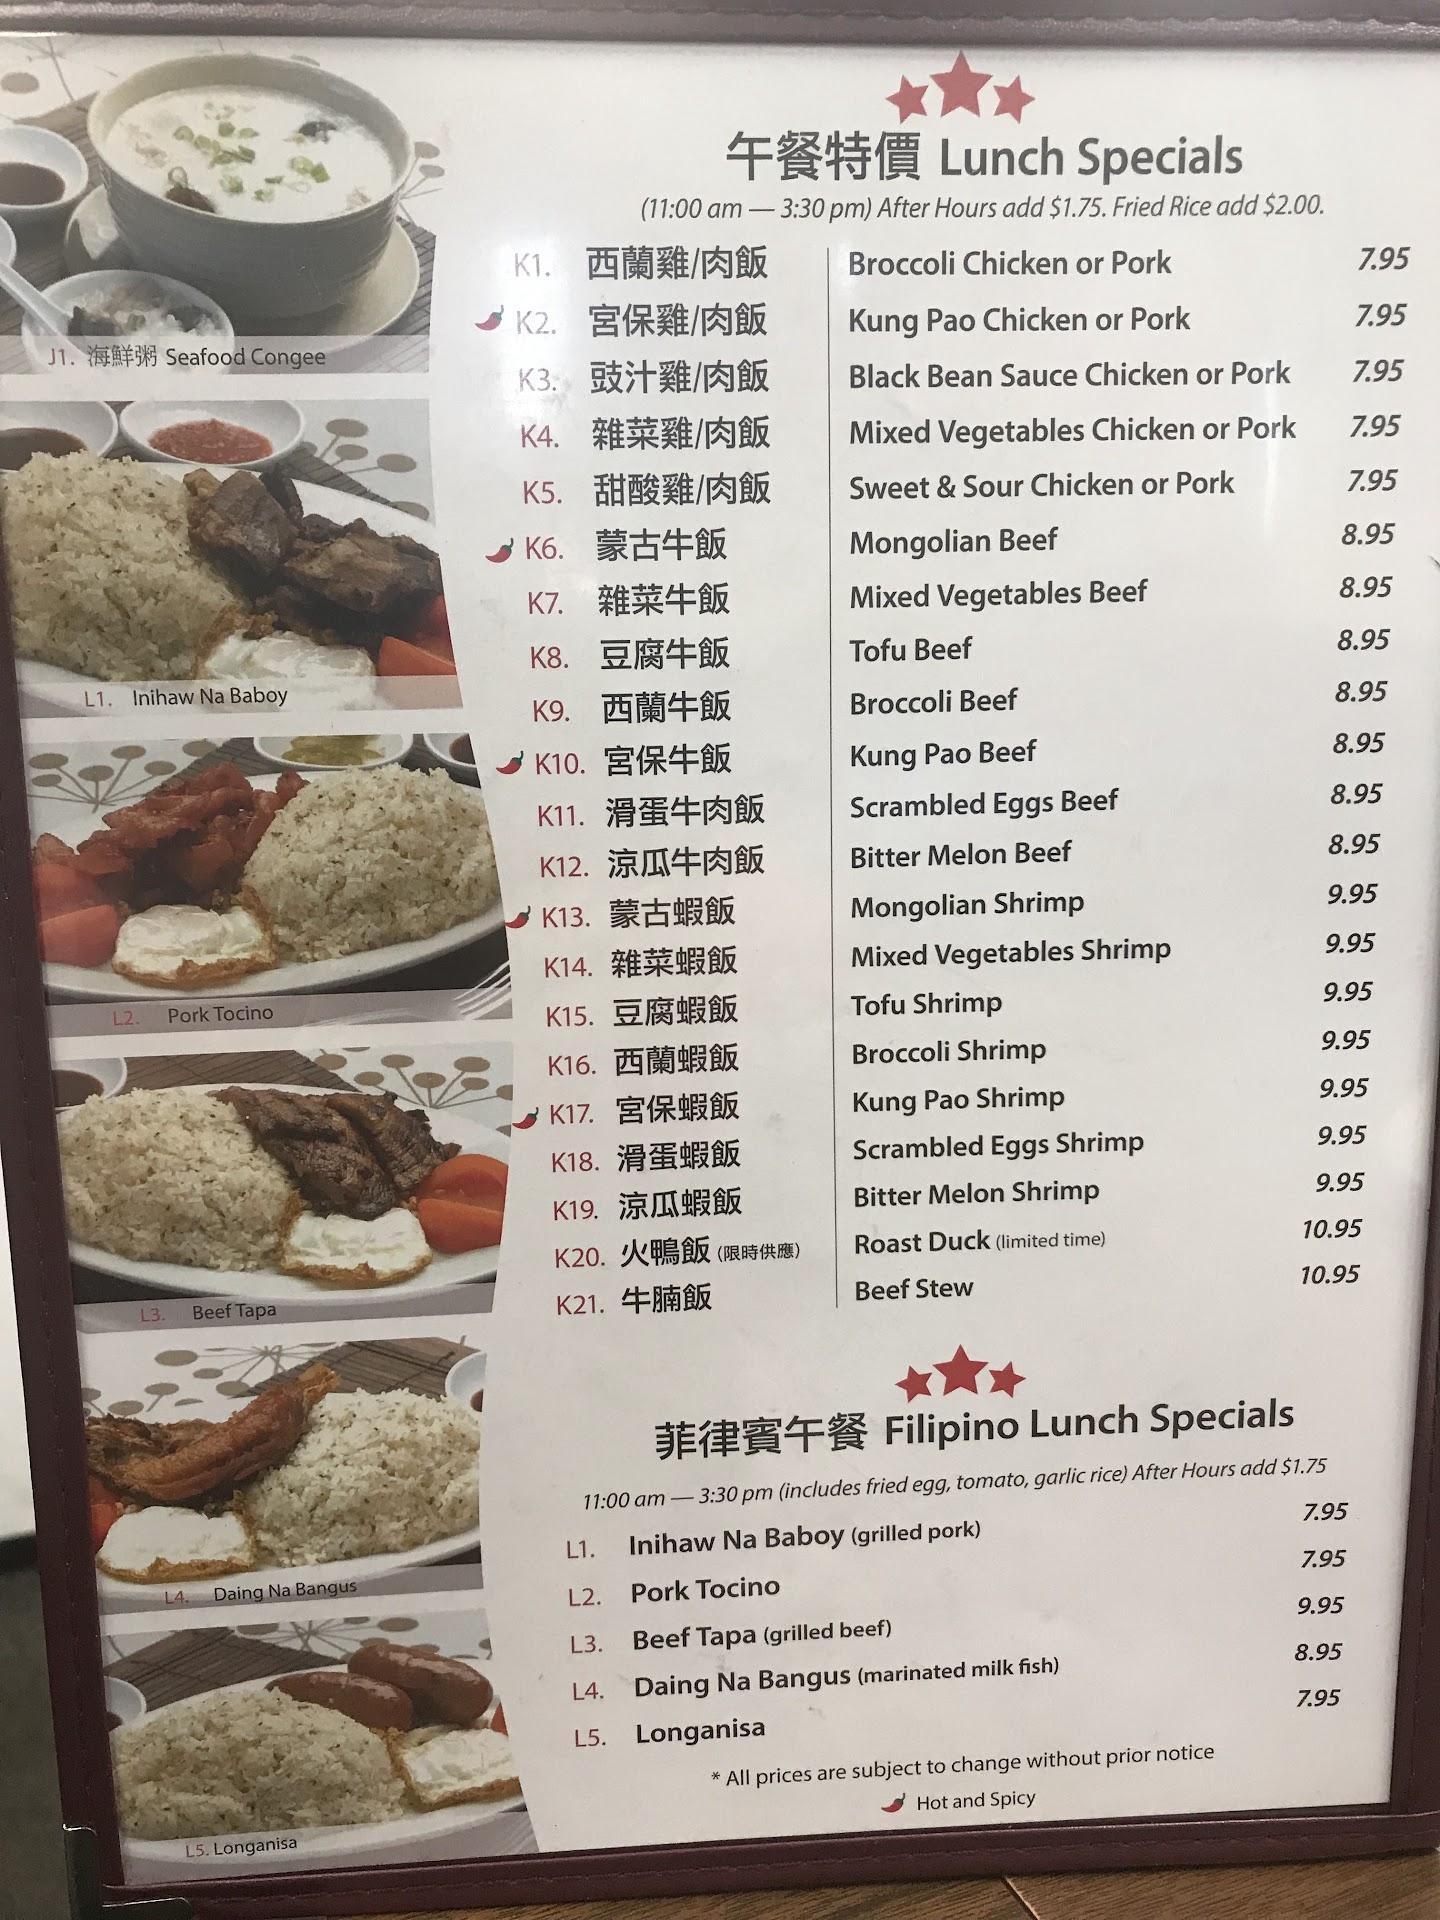 午餐特價 Lunch Specials
(11:00 am — 3:30 pm) After Hours add $1.75. Fried Rice add $2.00.
K1. 西蘭雞/肉飯 Broccoli Chicken or Pork 7.95
K2. 宮保雞/肉飯 Kung Pao Chicken or Pork 7.95
K3. 豉汁雞/肉飯 Black Bean Sauce Chicken or Pork 7.95
K4. 雜菜雞/肉飯 Mixed Vegetables Chicken or Pork 7.95
K5. 甜酸雞/肉飯 Sweet & Sour Chicken or Pork 7.95
K6. 蒙古牛飯 Mongolian Beef 8.95
K7. 雜菜牛飯 Mixed Vegetables Beef 8.95
K8. 豆腐牛飯 Tofu Beef 8.95
K9. 西蘭牛飯 Broccoli Beef 8.95
K10. 宮保牛飯 Kung Pao Beef 8.95
K11. 滑蛋牛肉飯 Scrambled Eggs Beef 8.95
K12. 涼瓜牛肉飯 Bitter Melon Beef 8.95
K13. 蒙古蝦飯 Mongolian Shrimp 9.95
K14. 雜菜蝦飯 Mixed Vegetables Shrimp 9.95
K15. 豆腐蝦飯 Tofu Shrimp 9.95
K16. 西蘭蝦飯 Broccoli Shrimp 9.95
K17. 宮保蝦飯 Kung Pao Shrimp 9.95
K18. 滑蛋蝦飯 Scrambled Eggs Shrimp 9.95
K19. 涼瓜蝦飯 Bitter Melon Shrimp 9.95
K20. 火鴨飯 (限時供應) Roast Duck (limited time) 10.95
K21. 牛腩飯 Beef Stew 10.95
菲律賓午餐 Filipino Lunch Specials
11:00 am — 3:30 pm (includes fried egg, tomato, garlic rice) After Hours add $1.75
L1. Inihaw Na Baboy (grilled pork) 7.95
L2. Pork Tocino 7.95
L3. Beef Tapa (grilled beef) 9.95
L4. Daing Na Bangus (marinated milk fish) 8.95
L5. Longanisa 7.95
* All prices are subject to change without prior notice
Hot and Spicy
J1. 海鮮粥 Seafood Congee
L1. Inihaw Na Baboy
L2. Pork Tocino
L3. Beef Tapa
L4. Daing Na Bangus
L5. Longanisa